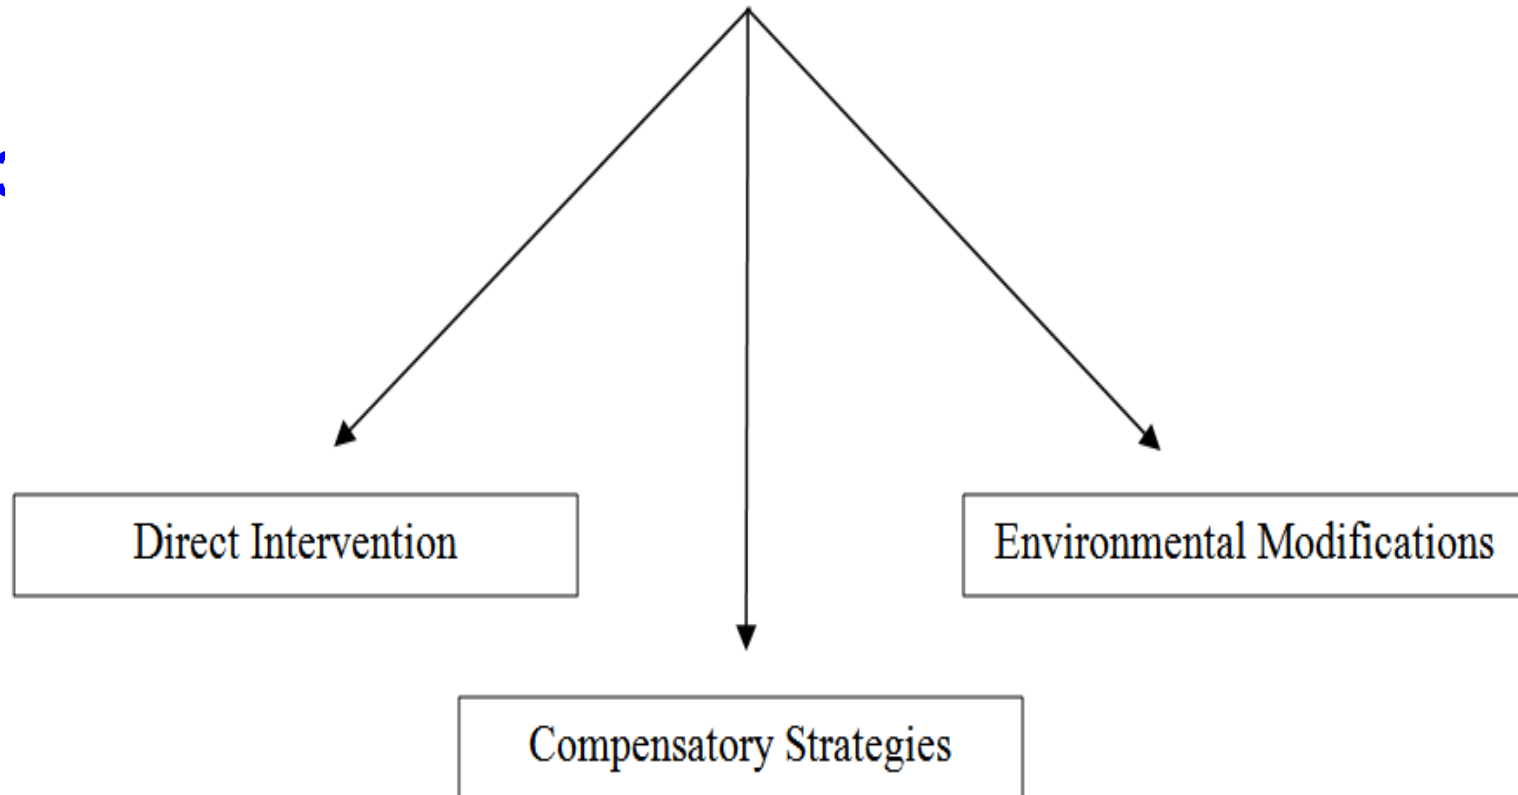 Direct Intervention
Environmental Modifications
Compensatory Strategies